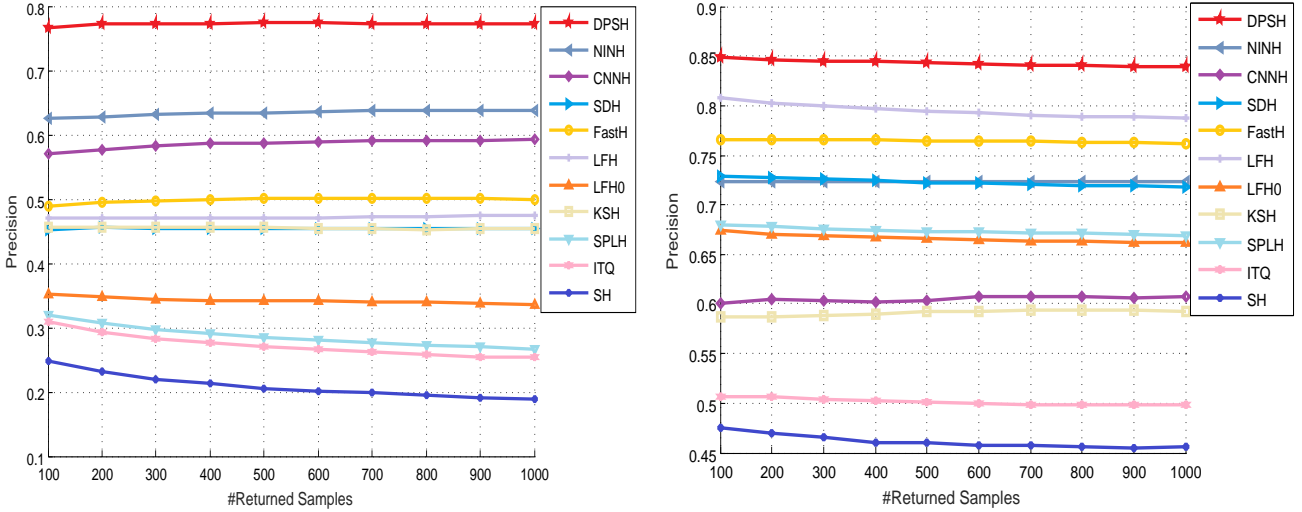 0.8
0.7
0.6
0.5
0.4
0.3
0.2
0.1
Precision
100 200 300 400 500 600 700 800 900 1000
#Returned Samples
DPSH
NINH
CNNH
SDH
FastH
LFH
LFH0
KSH
SPLH
ITQ
SH
0.9
0.85
0.8
0.75
0.7
0.65
0.6
0.55
0.5
0.45
Precision
100 200 300 400 500 600 700 800 900 1000
#Returned Samples
DPSH
NINH
CNNH
SDH
FastH
LFH
LFH0
KSH
SPLH
ITQ
SH